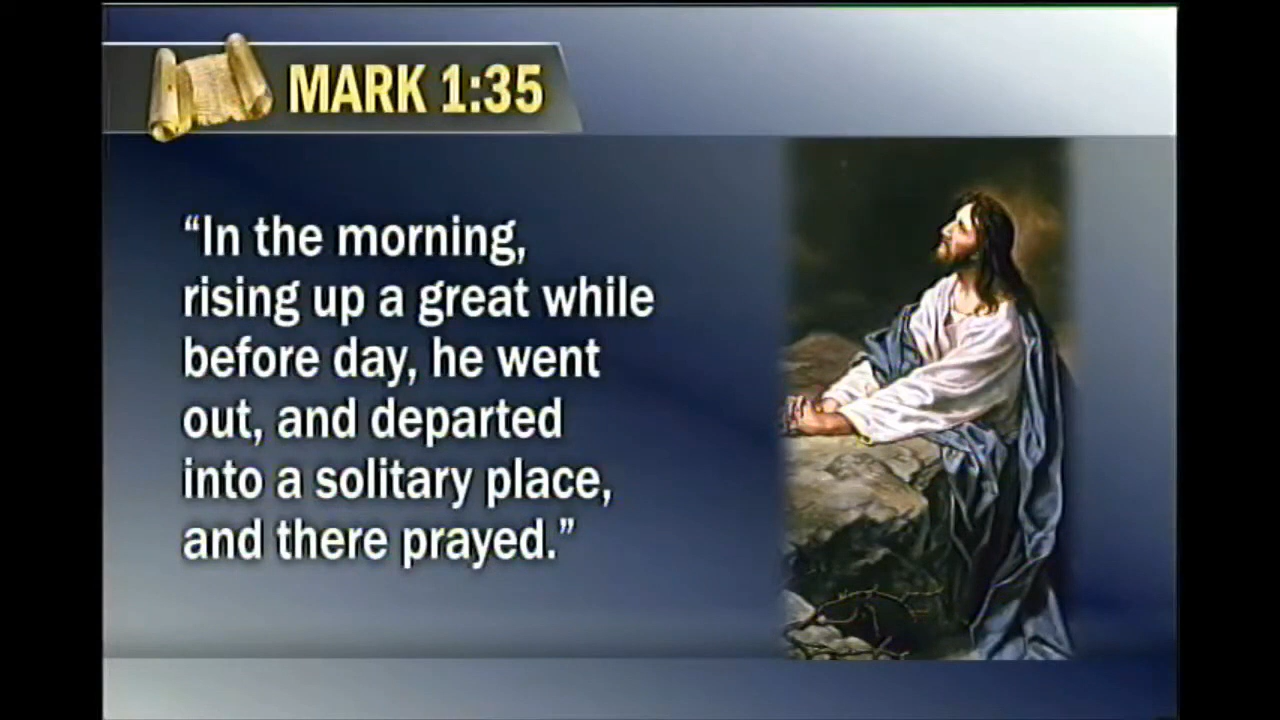 MARK 1:35
“In the morning,
rising up a great while
before day, he went
out, and departed
into a solitary place,
and there prayed.”